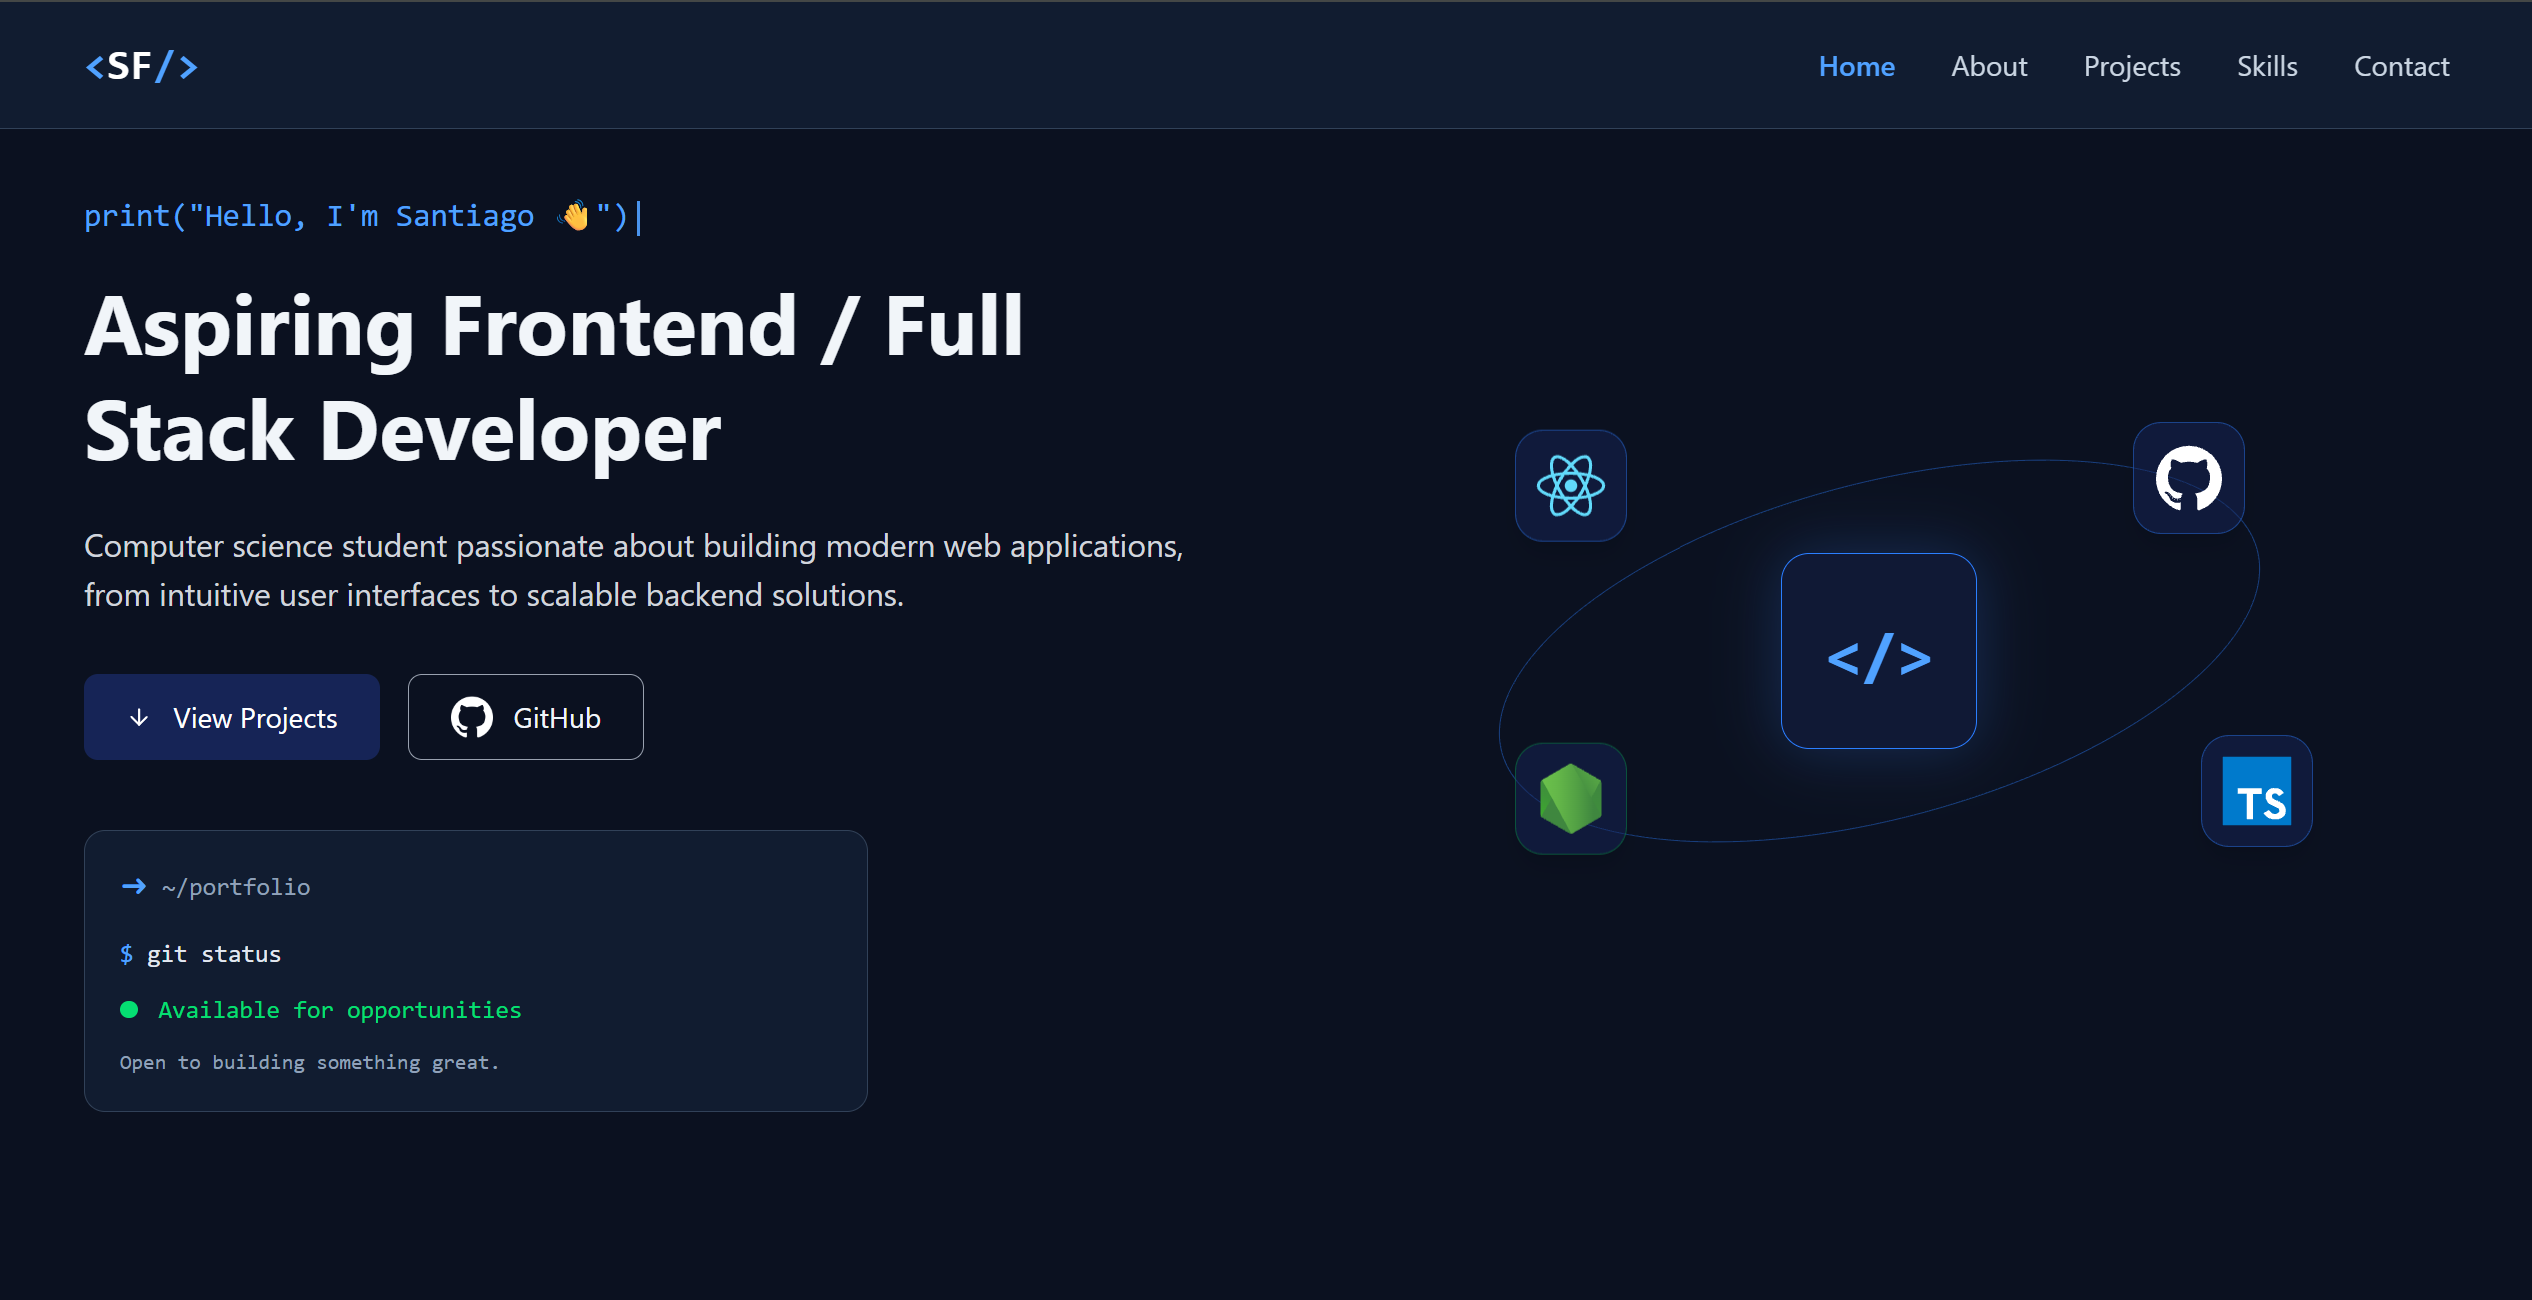 <SF/>
Home About Projects Skills Contact
print("Hello, I'm Santiago 👋")|
Aspiring Frontend / Full
Stack Developer
Computer science student passionate about building modern web applications,
from intuitive user interfaces to scalable backend solutions.
↓ View Projects
GitHub
</>
TS
→ ~/portfolio
$ git status
● Available for opportunities
Open to building something great.